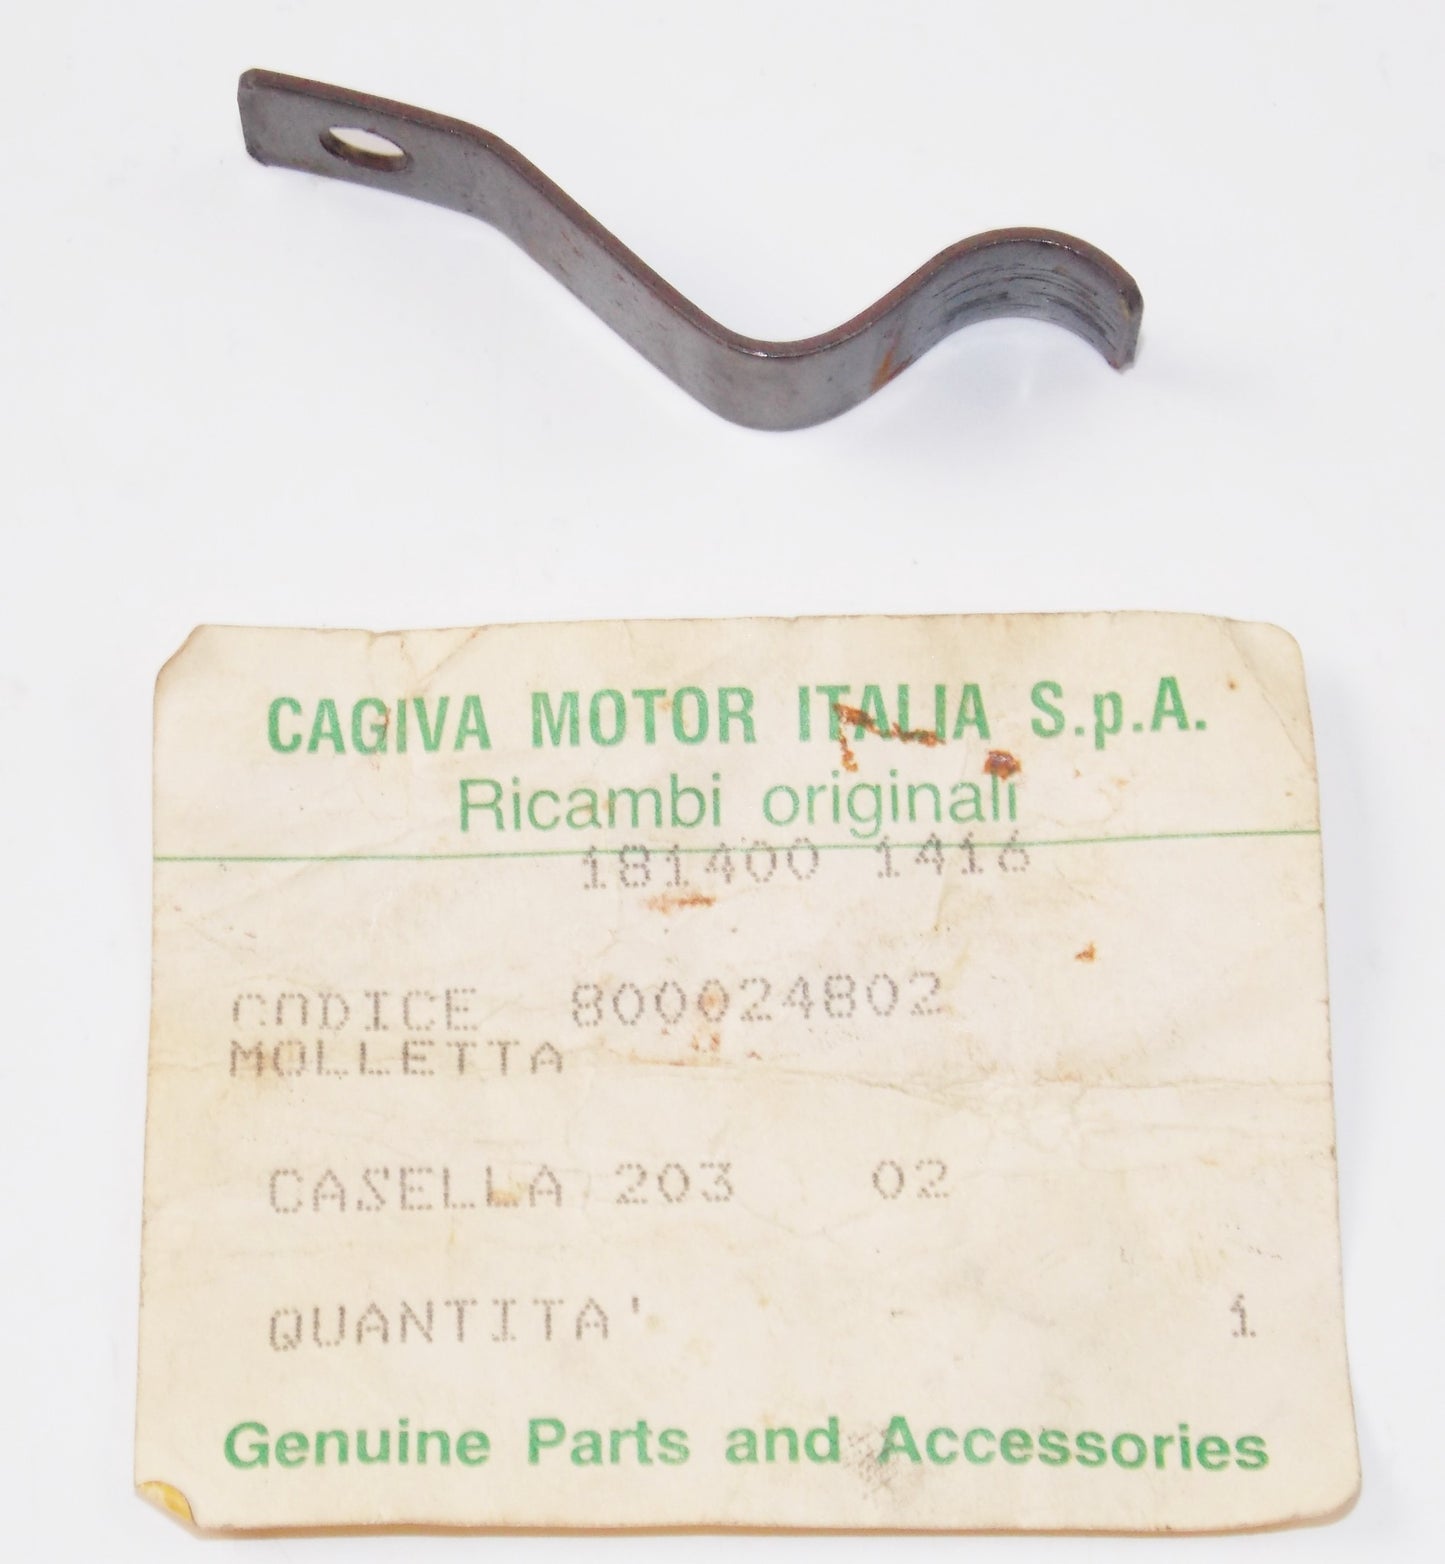 CAGIVA MOTOR ITALIA S.p.A.
Ricambi originali
181400 1416
CODICE 800024802
MOLLETTA
CASELLA 203 02
QUANTITA' 1
Genuine Parts and Accessories